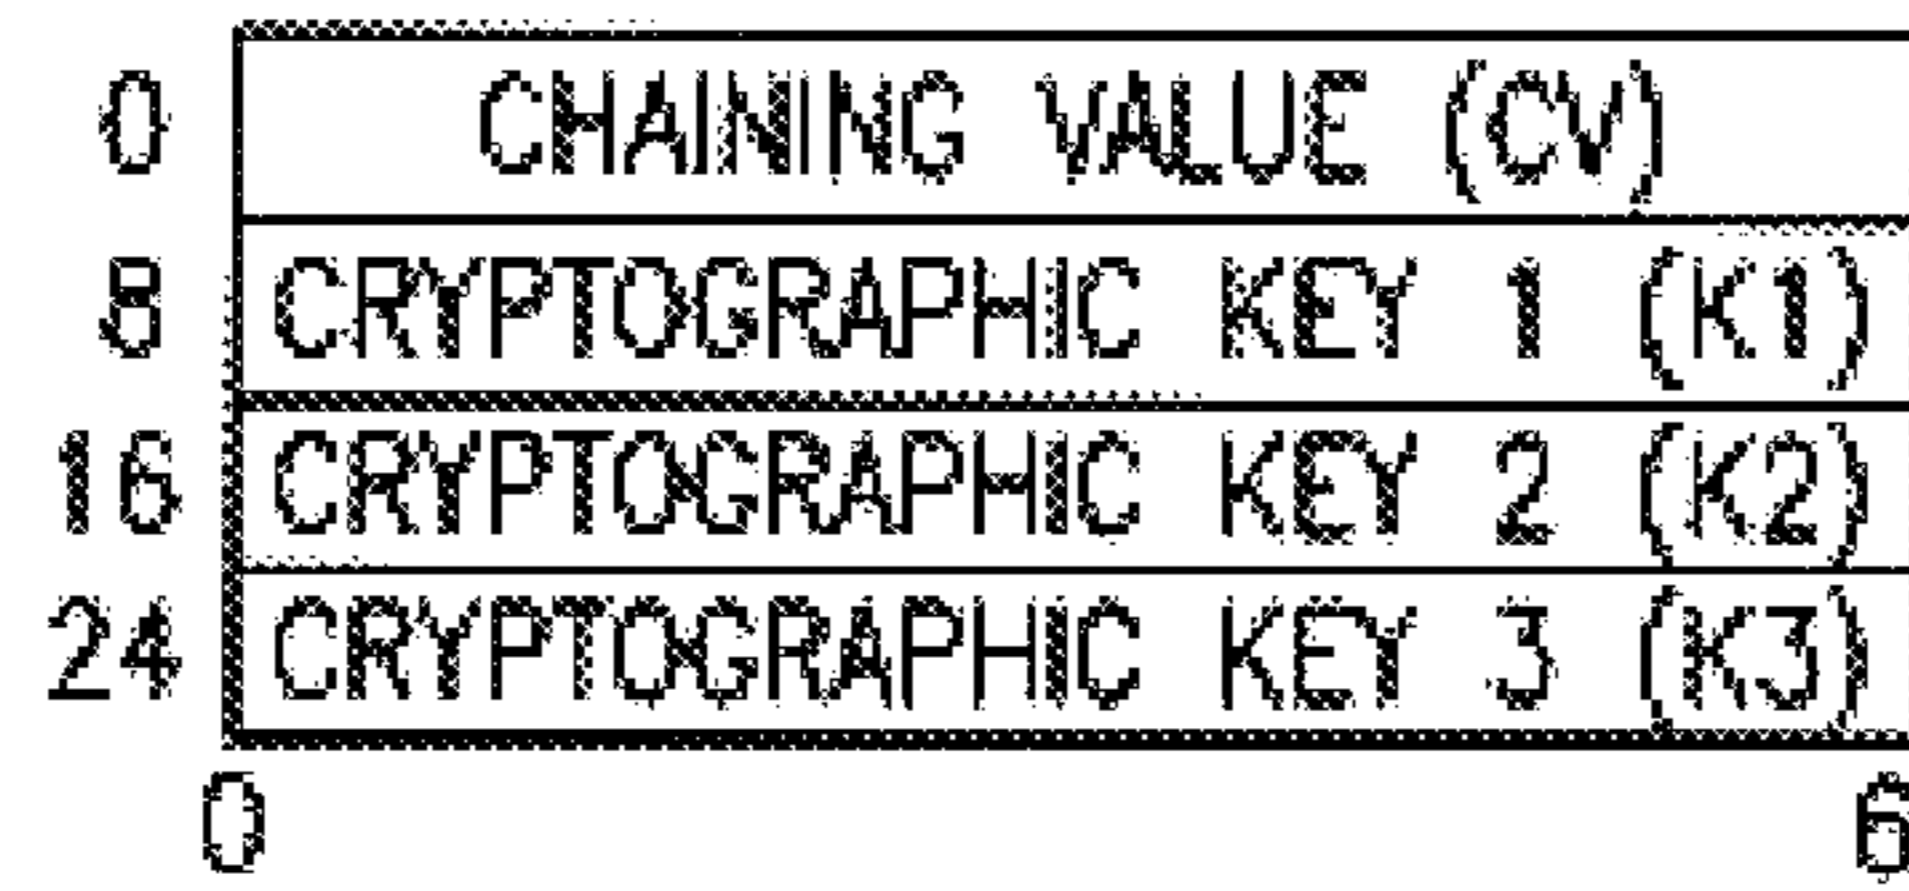 0 CHAINING VALUE (CV)
8 CRYPTOGRAPHIC KEY 1 (K1)
16 CRYPTOGRAPHIC KEY 2 (K2)
24 CRYPTOGRAPHIC KEY 3 (K3)
0 6